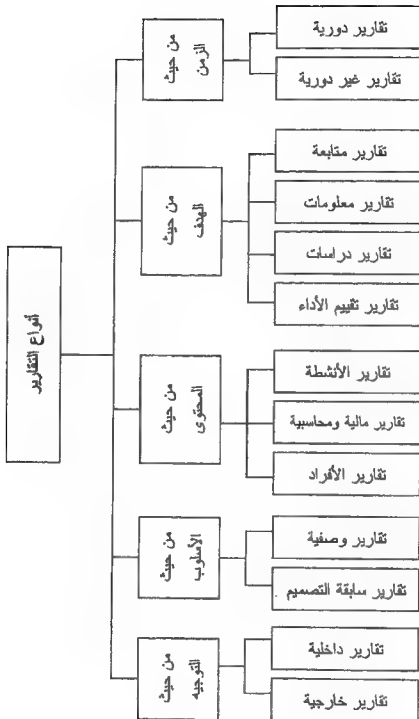 أنواع التقارير
من حيث
الزمن
تقارير دورية
تقارير غير دورية
من حيث
الهدف
تقارير متابعة
تقارير معلومات
تقارير دراسات
تقارير تقييم الأداء
من حيث
المحتوى
تقارير الأنشطة
تقارير مالية ومحاسبية
تقارير الأفراد
من حيث
الأسلوب
تقارير وصفية
تقارير سابقة التصميم
من حيث
التوجيه
تقارير داخلية
تقارير خارجية